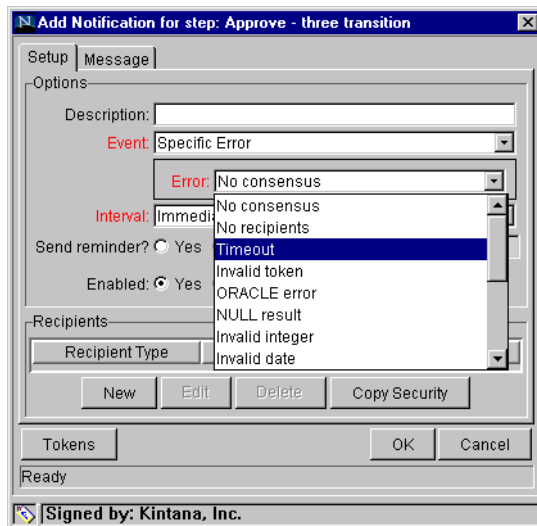 Add Notification for step: Approve - three transition
Setup Message
Options
Description:
Event: Specific Error
Error: No consensus
No consensus
Interval: Immedi
No recipients
Send reminder? Yes
Timeout
Invalid token
Enabled: Yes
ORACLE error
NULL result
Invalid integer
Recipients
Recipient Type
Invalid date
New Edit Delete Copy Security
Tokens OK Cancel
Ready
Signed by: Kintana, Inc.